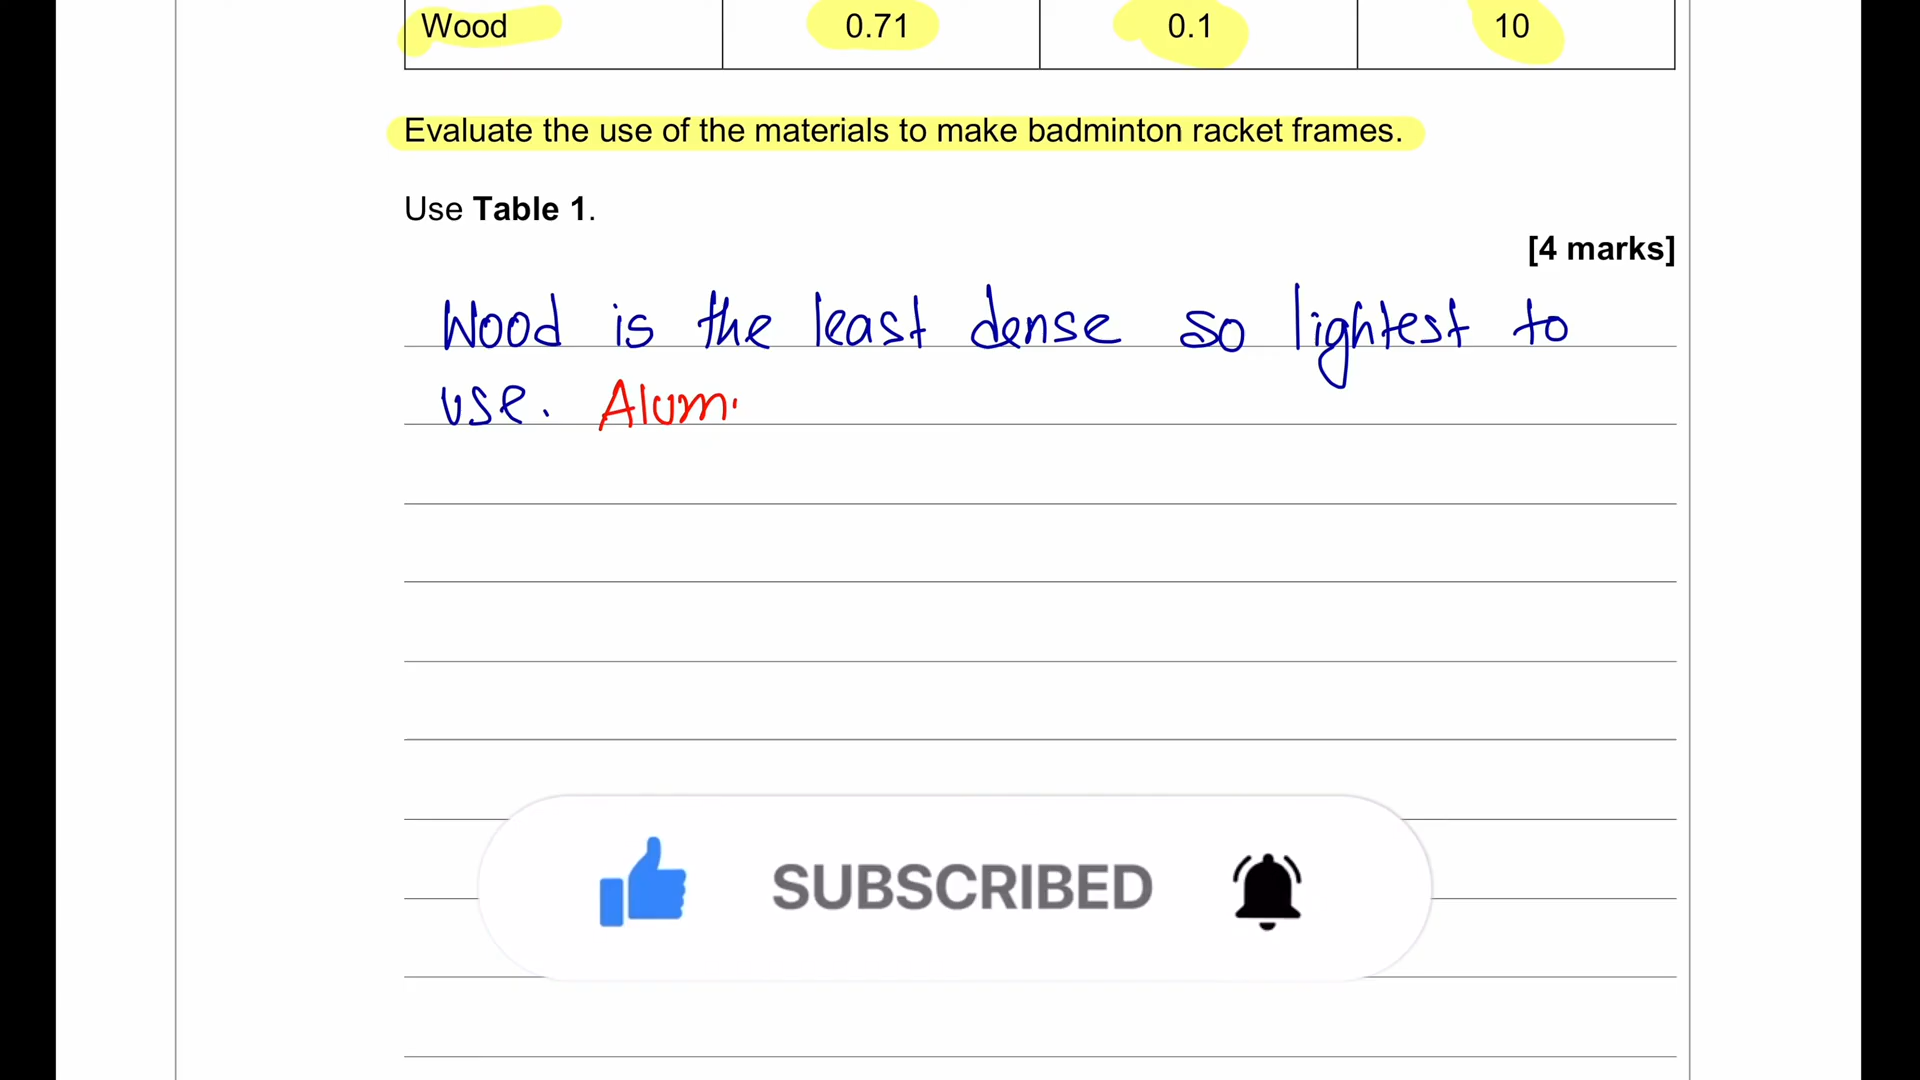 Wood 0.71 0.1 10
Evaluate the use of the materials to make badminton racket frames.
Use Table 1.
[4 marks]
Wood is the least dense so lightest to
use. Alum
SUBSCRIBED